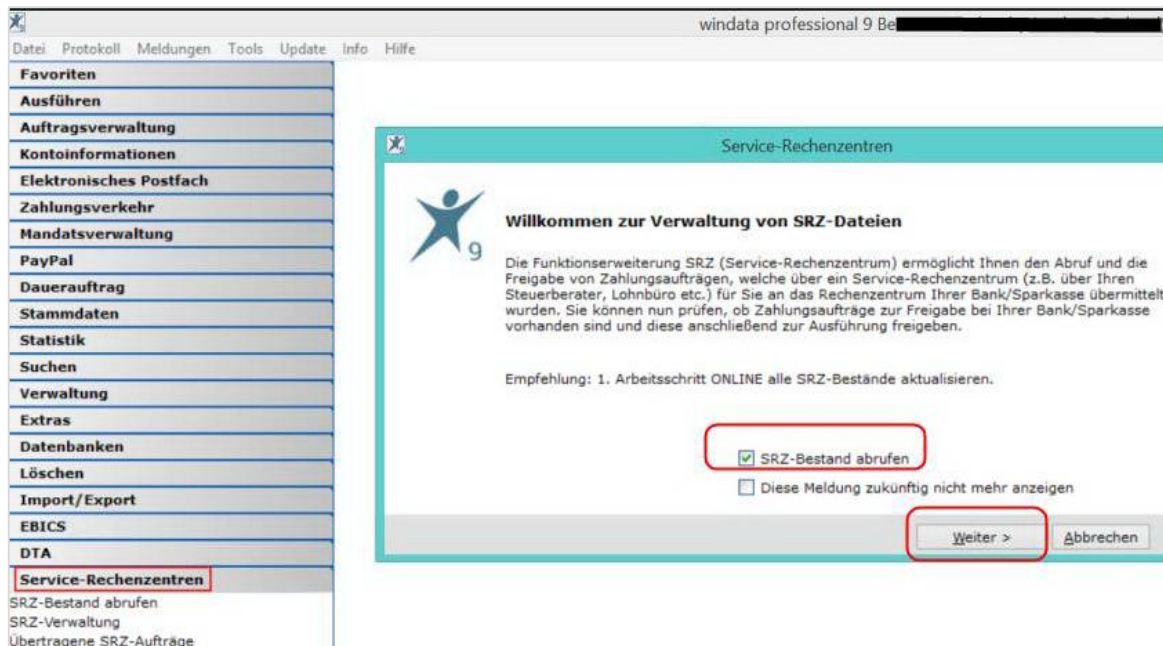 windata professional 9 Be
Datei Protokoll Meldungen Tools Update Info Hilfe
Favoriten
Ausführen
Auftragsverwaltung
Kontoinformationen
Elektronisches Postfach
Zahlungsverkehr
Mandatsverwaltung
PayPal
Dauerauftrag
Stammdaten
Statistik
Suchen
Verwaltung
Extras
Datenbanken
Löschen
Import/Export
EBICS
DTA
Service-Rechenzentren
SRZ-Bestand abrufen
SRZ-Verwaltung
Übertragene SRZ-Aufträge
Service-Rechenzentren
9
Willkommen zur Verwaltung von SRZ-Dateien
Die Funktionserweiterung SRZ (Service-Rechenzentrum) ermöglicht Ihnen den Abruf und die
Freigabe von Zahlungsaufträgen, welche über ein Service-Rechenzentrum (z.B. über Ihren
Steuerberater, Lohnbüro etc.) für Sie an das Rechenzentrum Ihrer Bank/Sparkasse übermittelt
wurden. Sie können nun prüfen, ob Zahlungsaufträge zur Freigabe bei Ihrer Bank/Sparkasse
vorhanden sind und diese anschließend zur Ausführung freigeben.
Empfehlung: 1. Arbeitsschritt ONLINE alle SRZ-Bestände aktualisieren.
SRZ-Bestand abrufen
Diese Meldung zukünftig nicht mehr anzeigen
Weiter > Abbrechen